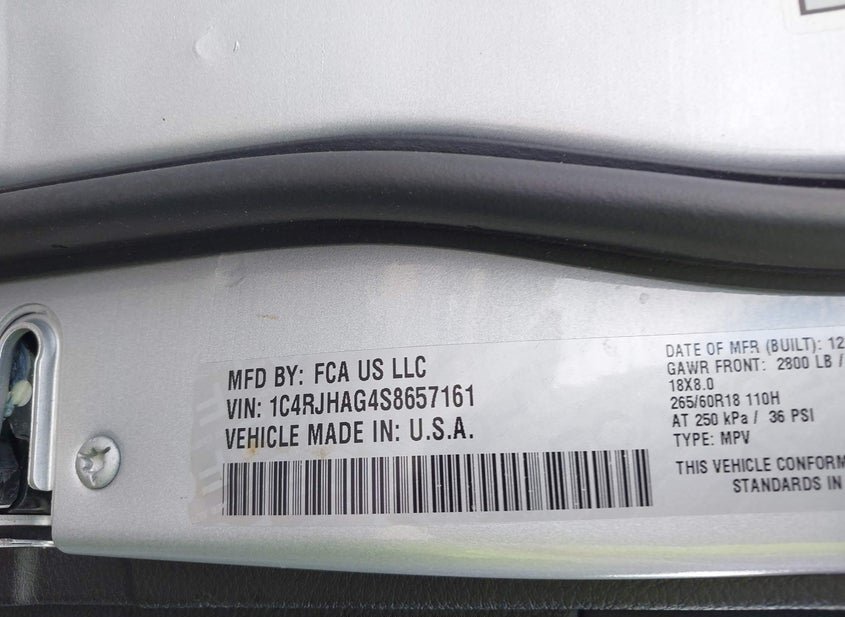 MFD BY: FCA US LLC
VIN: 1C4RJHAG4S8657161
VEHICLE MADE IN: U.S.A.
DATE OF MFR (BUILT): 12
GAWR FRONT: 2800 LB /
18X8.0
265/60R18 110H
AT 250 kPa / 36 PSI
TYPE: MPV
THIS VEHICLE CONFORM
STANDARDS IN